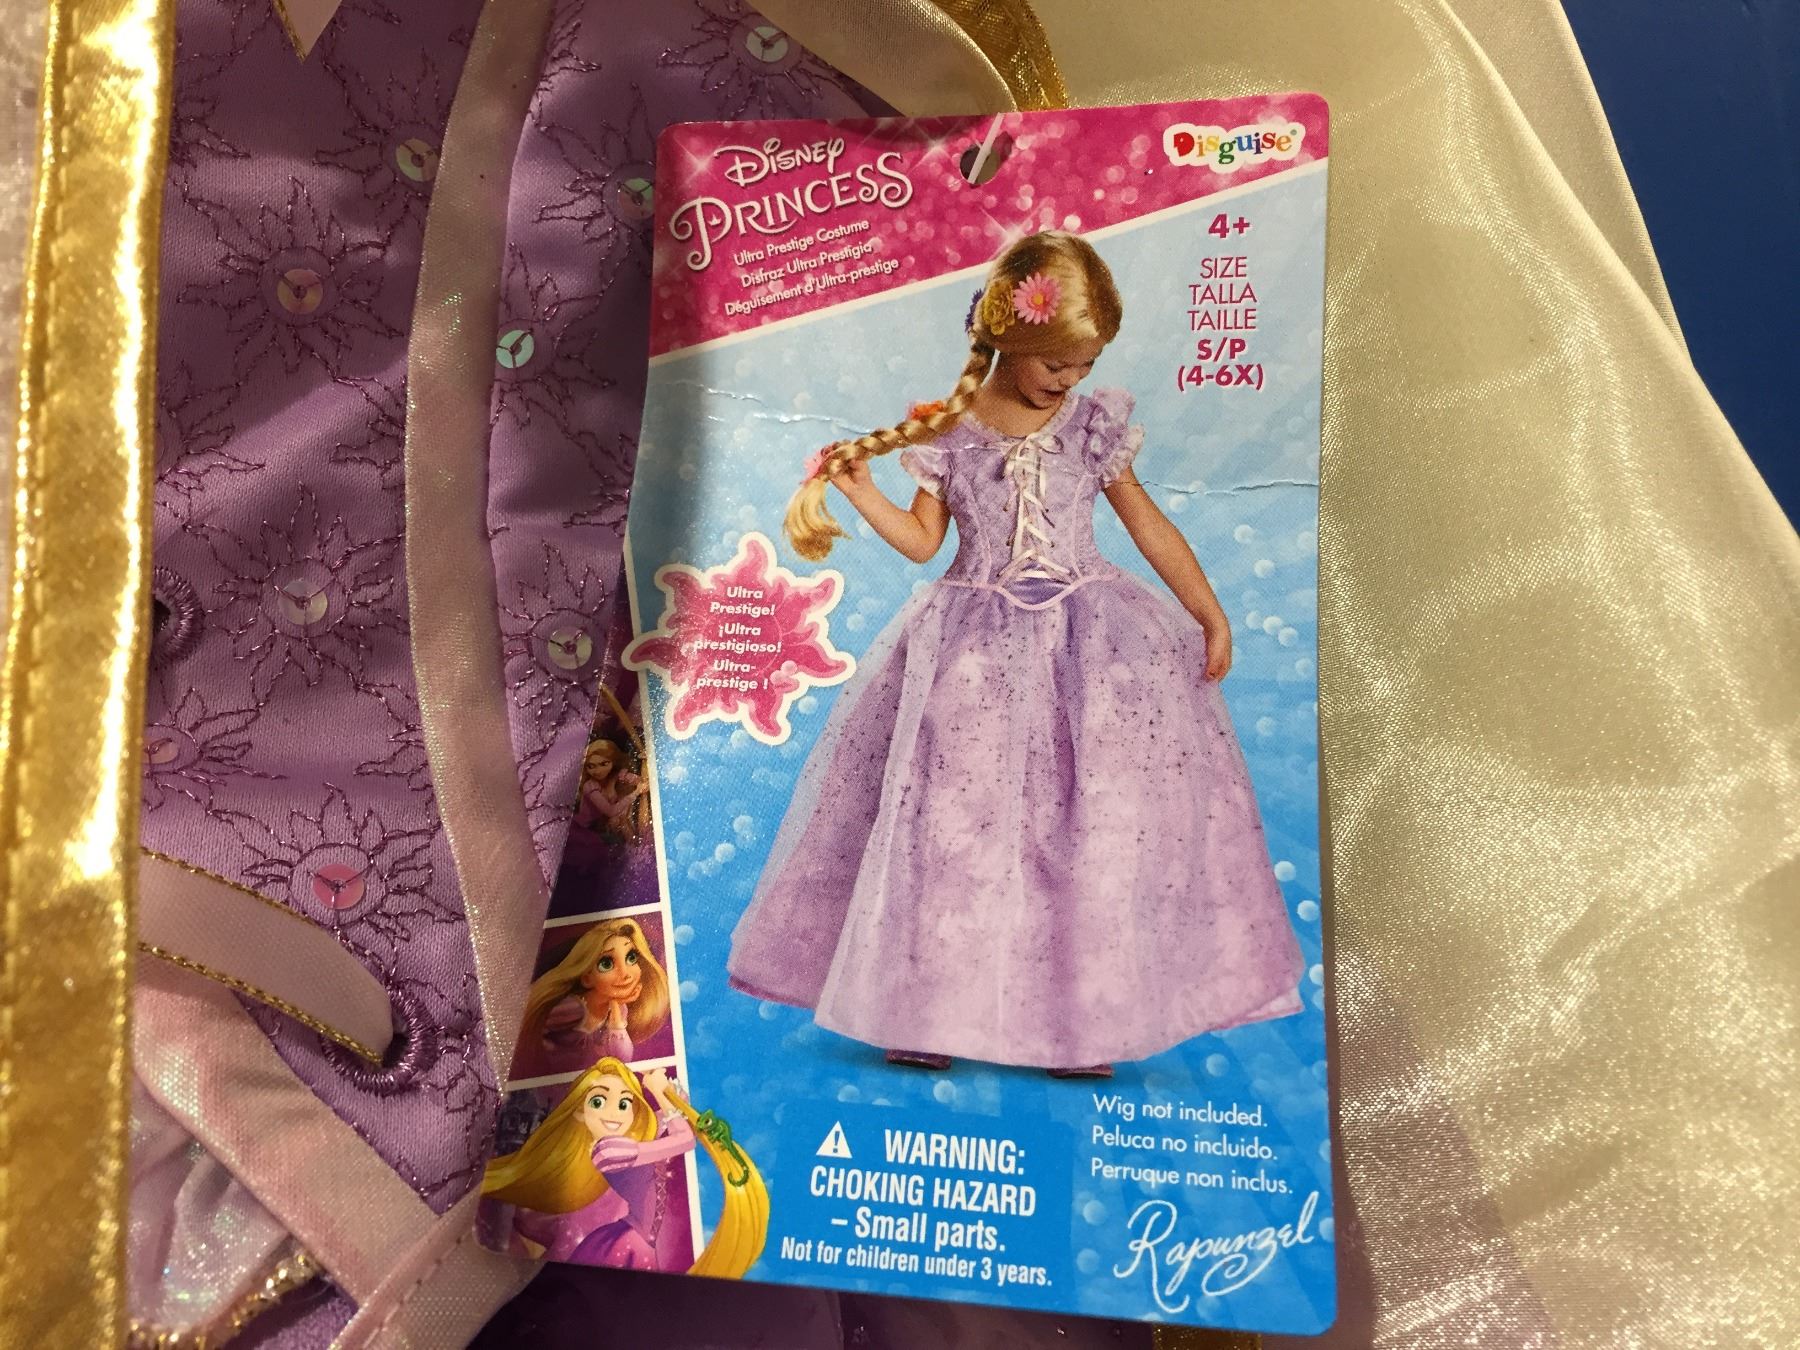 Disney
PRINCESS
Ultra Prestige Costume
Disfraz Ultra Prestigio
Déguisement d'Ultra-prestige
Disguise®
4+
SIZE
TALLA
TAILLE
S/P
(4-6X)
Ultra
Prestige!
¡Ultra
prestigioso!
Ultra-
prestige !
⚠ WARNING:
CHOKING HAZARD
– Small parts.
Not for children under 3 years.
Wig not included.
Peluca no incluido.
Perruque non inclus.
Rapunzel